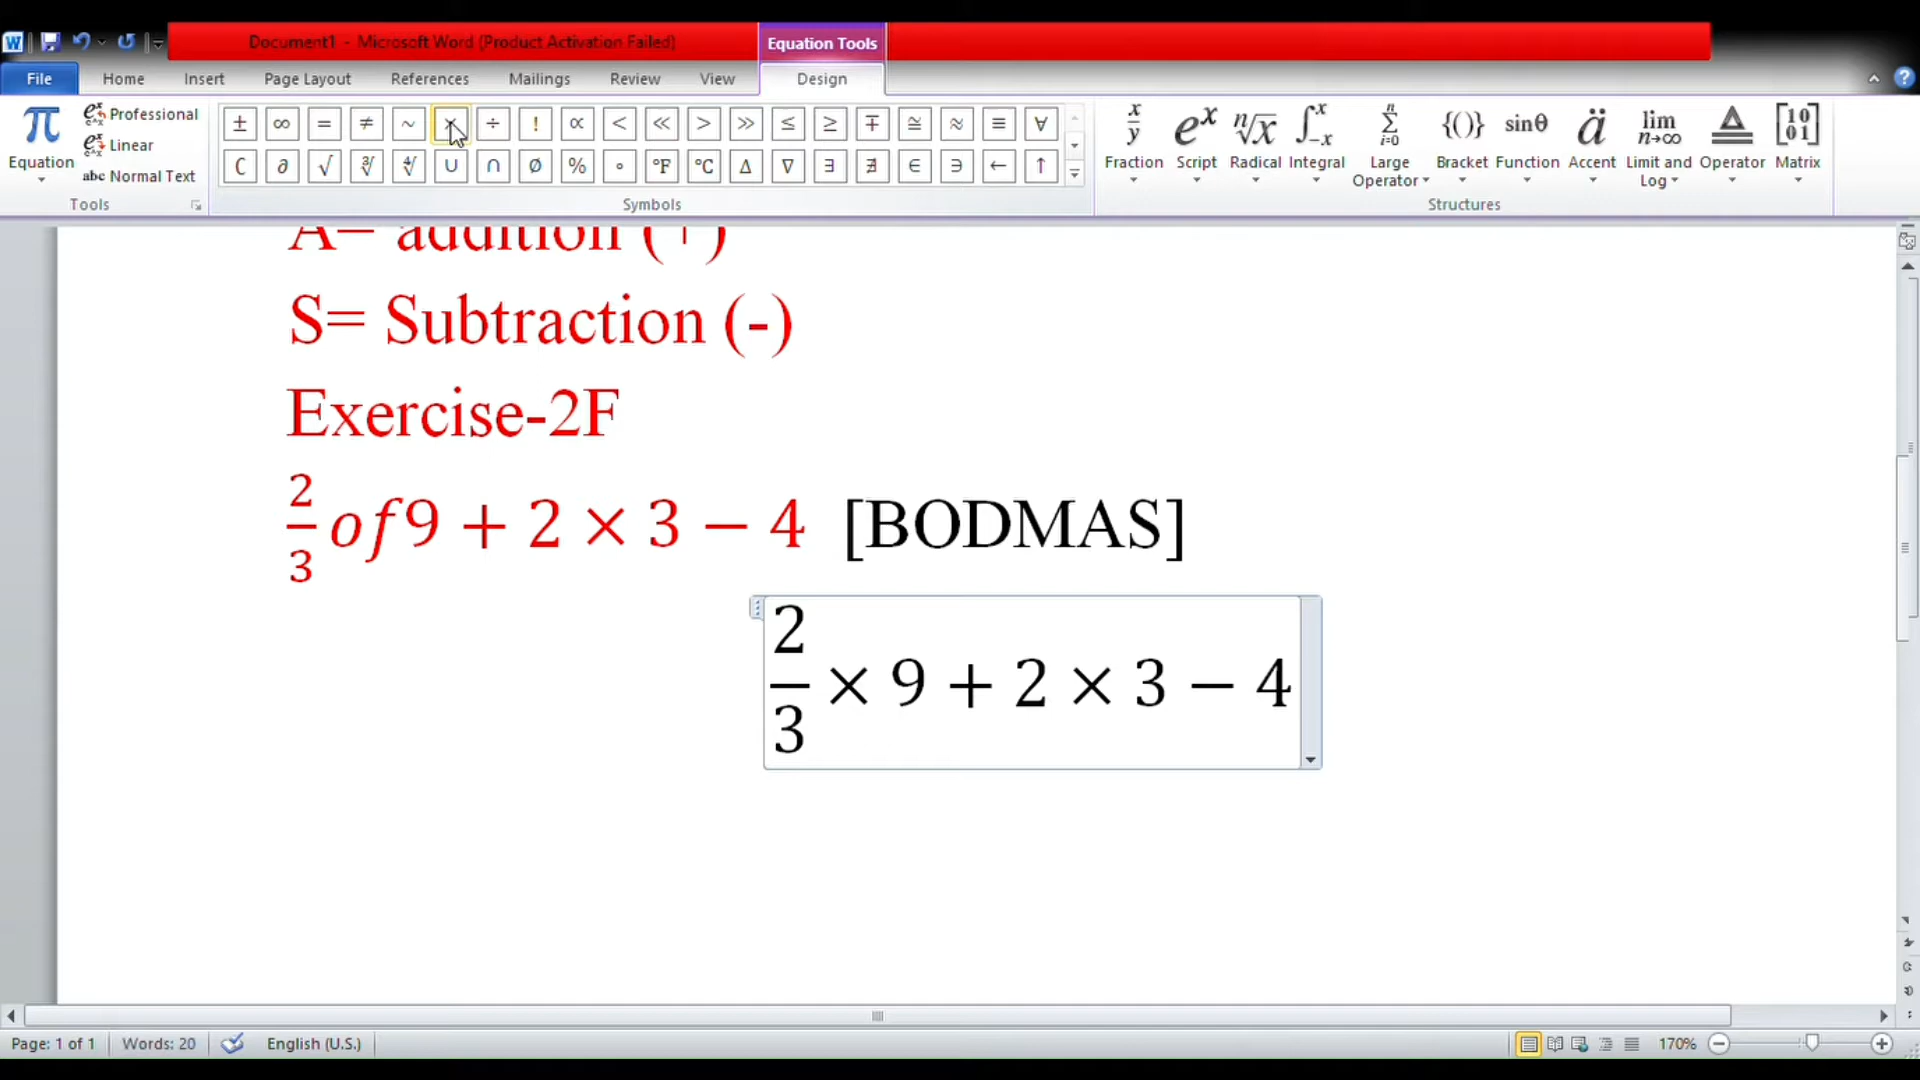 Document1 - Microsoft Word (Product Activation Failed)
Equation Tools
File Home Insert Page Layout References Mailings Review View Design
π Equation
Professional
Linear
abc Normal Text
Tools
± ∞ = ≠ ~ × ÷ ! ∝ < ≪ > ≫ ≤ ≥ ∓ ≅ ≈ ≡ ∀
∁ ∂ √ ∛ ∜ ∪ ∩ ∅ % ° °F °C ∆ ∇ ∃ ∄ ∈ ∋ ← ↑
Symbols
Fraction Script Radical Integral Large Operator Bracket Function Accent Limit and Log Operator Matrix
Structures
A= addition (+)
S= Subtraction (-)
Exercise-2F
2/3 of 9 + 2 × 3 − 4 [BODMAS]
2/3 × 9 + 2 × 3 − 4
Page: 1 of 1 Words: 20 English (U.S.) 170%